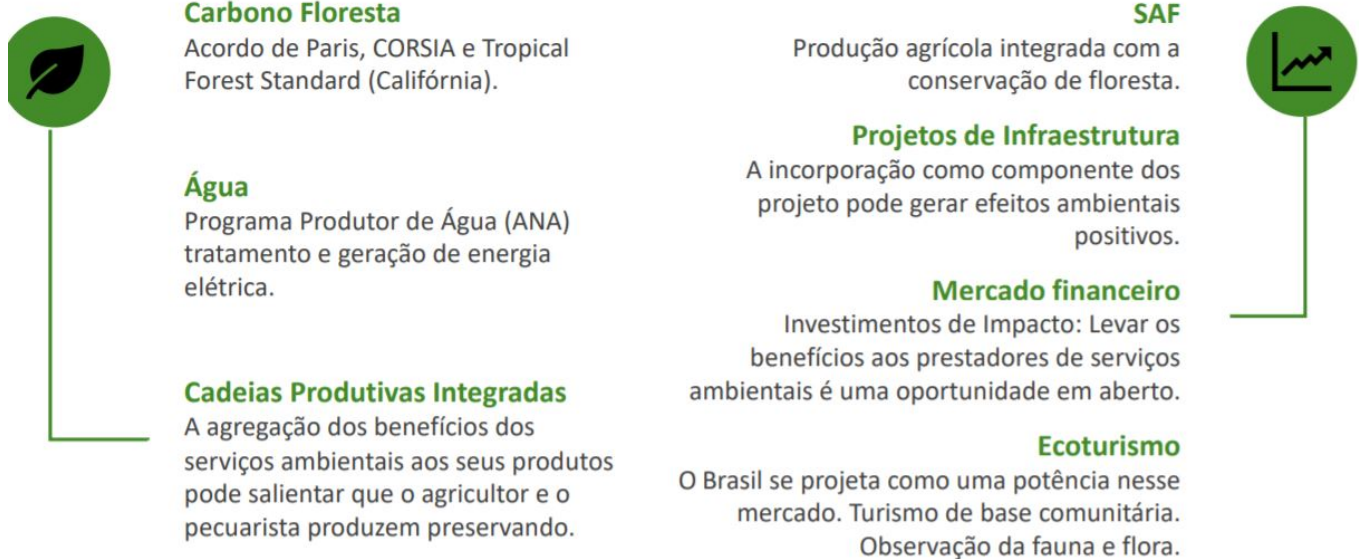 Carbono Floresta
Acordo de Paris, CORSIA e Tropical
Forest Standard (Califórnia).
Água
Programa Produtor de Água (ANA)
tratamento e geração de energia
elétrica.
Cadeias Produtivas Integradas
A agregação dos benefícios dos
serviços ambientais aos seus produtos
pode salientar que o agricultor e o
pecuarista produzem preservando.
SAF
Produção agrícola integrada com a
conservação de floresta.
Projetos de Infraestrutura
A incorporação como componente dos
projeto pode gerar efeitos ambientais
positivos.
Mercado financeiro
Investimentos de Impacto: Levar os
benefícios aos prestadores de serviços
ambientais é uma oportunidade em aberto.
Ecoturismo
O Brasil se projeta como uma potência nesse
mercado. Turismo de base comunitária.
Observação da fauna e flora.